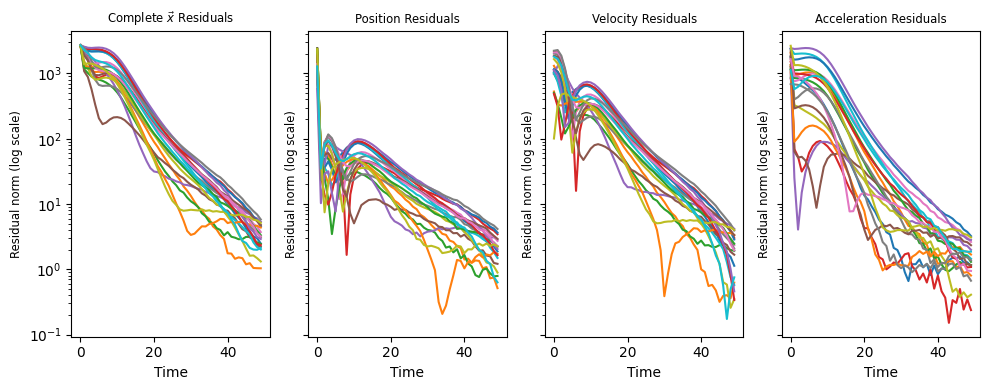 Complete x⃗ Residuals
Position Residuals
Velocity Residuals
Acceleration Residuals
Residual norm (log scale)
10³
10²
10¹
10⁰
10⁻¹
0 20 40
Time
Residual norm (log scale)
0 20 40
Time
Residual norm (log scale)
0 20 40
Time
Residual norm (log scale)
0 20 40
Time